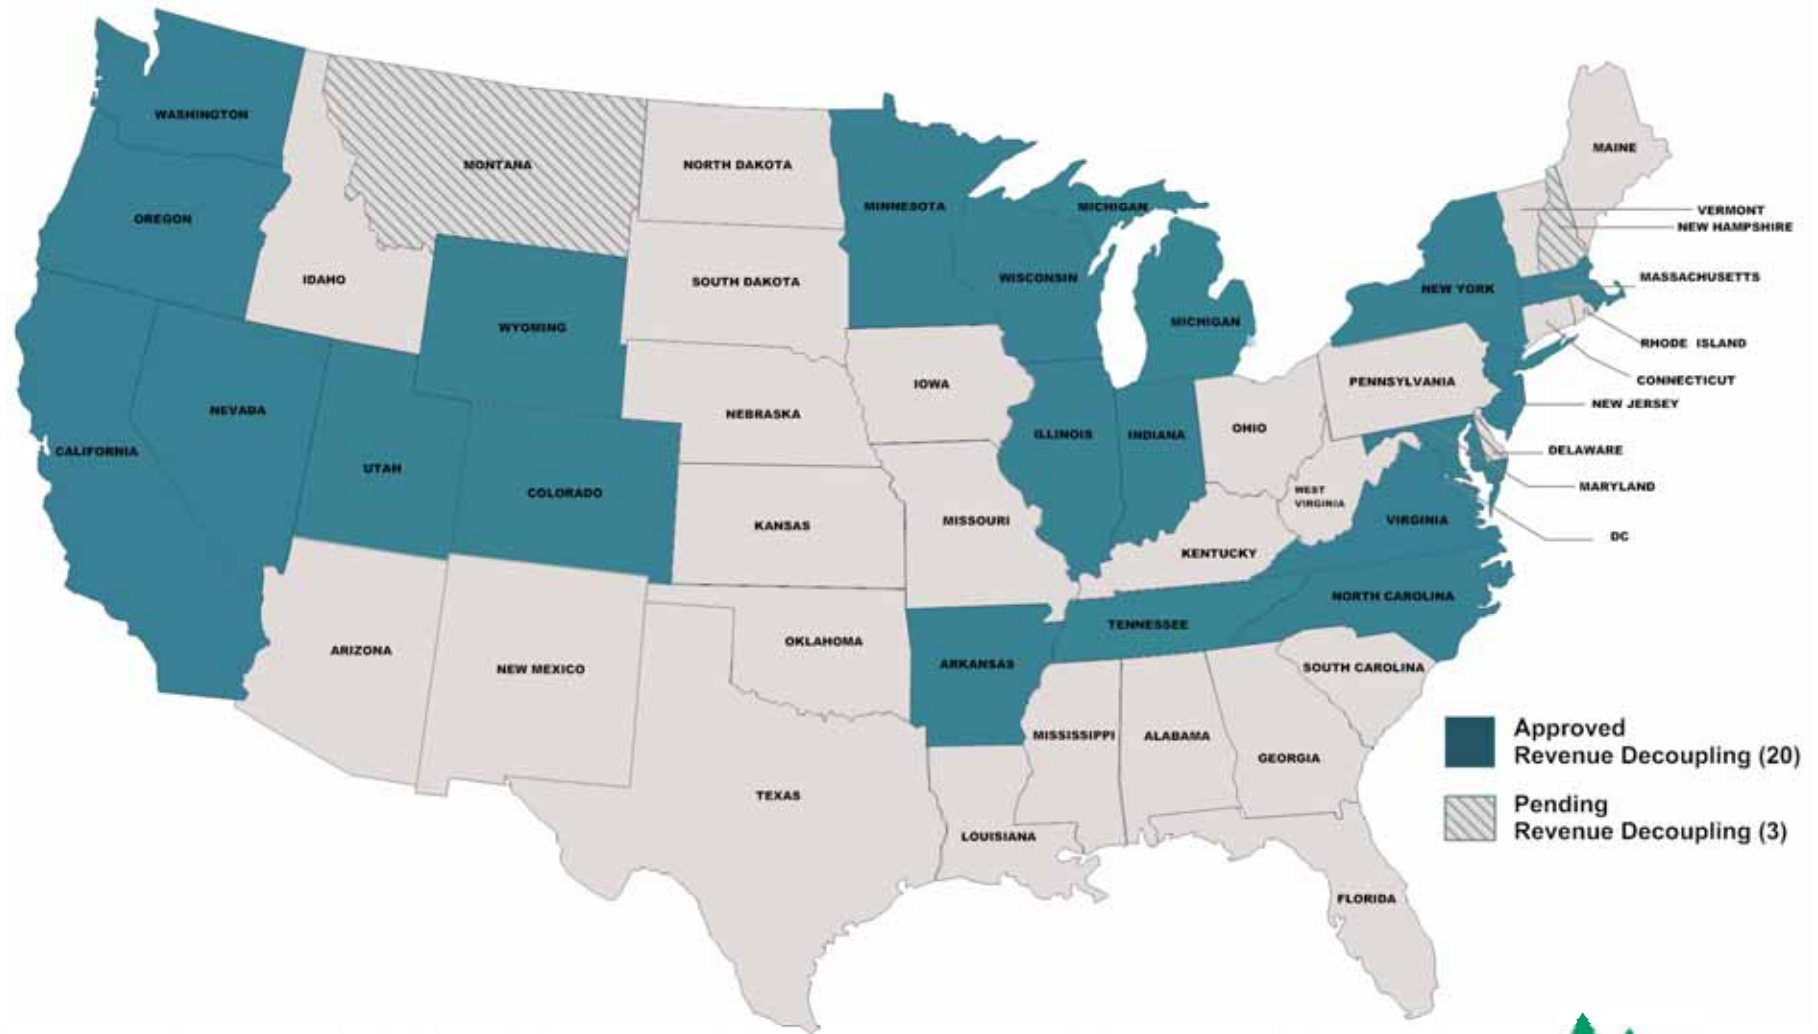 WASHINGTON
MONTANA
NORTH DAKOTA
MINNESOTA
MICHIGAN
MAINE
VERMONT
NEW HAMPSHIRE
OREGON
IDAHO
SOUTH DAKOTA
WISCONSIN
MICHIGAN
NEW YORK
MASSACHUSETTS
WYOMING
RHODE ISLAND
CONNECTICUT
NEW JERSEY
NEVADA
NEBRASKA
IOWA
PENNSYLVANIA
CALIFORNIA
UTAH
COLORADO
ILLINOIS
INDIANA
OHIO
DELAWARE
MARYLAND
WEST
VIRGINIA
KANSAS
MISSOURI
VIRGINIA
DC
KENTUCKY
NORTH CAROLINA
TENNESSEE
ARIZONA
NEW MEXICO
OKLAHOMA
ARKANSAS
SOUTH CAROLINA
MISSISSIPPI
ALABAMA
GEORGIA
TEXAS
LOUISIANA
FLORIDA
Approved
Revenue Decoupling (20)
Pending
Revenue Decoupling (3)